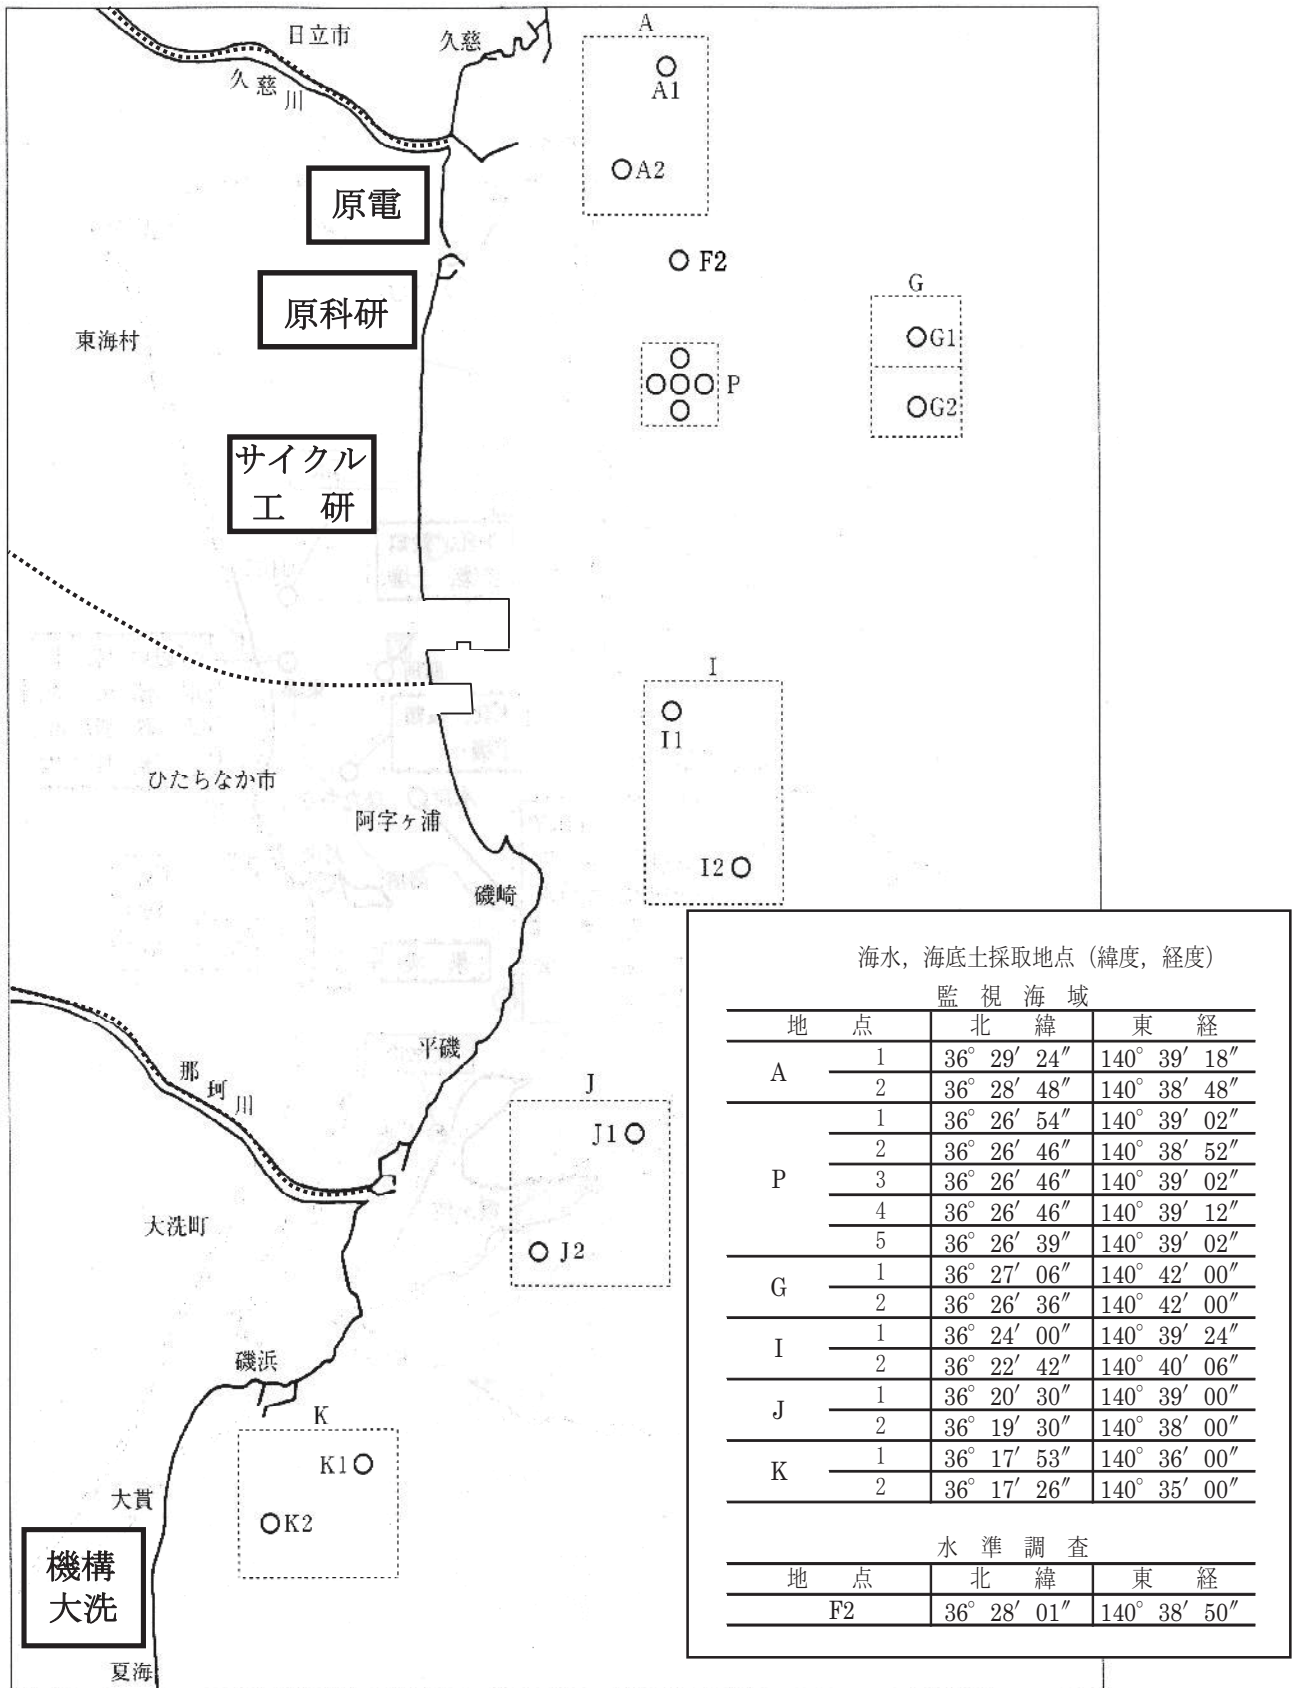 日立市
久慈
A
久慈川
A1
A2
原電
F2
G
原科研
G1
東海村
P
G2
サイクル
工 研
I
I1
ひたちなか市
阿字ヶ浦
I2
磯崎
平磯
那珂川
J
J1
大洗町
J2
磯浜
K
K1
大貫
K2
機構
大洗
夏海
海水，海底土採取地点（緯度，経度）
監 視 海 域
地 点 北 緯 東 経
A 1 36° 29′ 24″ 140° 39′ 18″
2 36° 28′ 48″ 140° 38′ 48″
P 1 36° 26′ 54″ 140° 39′ 02″
2 36° 26′ 46″ 140° 38′ 52″
3 36° 26′ 46″ 140° 39′ 02″
4 36° 26′ 46″ 140° 39′ 12″
5 36° 26′ 39″ 140° 39′ 02″
G 1 36° 27′ 06″ 140° 42′ 00″
2 36° 26′ 36″ 140° 42′ 00″
I 1 36° 24′ 00″ 140° 39′ 24″
2 36° 22′ 42″ 140° 40′ 06″
J 1 36° 20′ 30″ 140° 39′ 00″
2 36° 19′ 30″ 140° 38′ 00″
K 1 36° 17′ 53″ 140° 36′ 00″
2 36° 17′ 26″ 140° 35′ 00″
水 準 調 査
地 点 北 緯 東 経
F2 36° 28′ 01″ 140° 38′ 50″